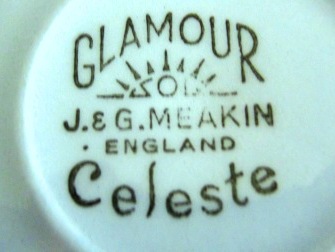 GLAMOUR
SOL
J. & G. MEAKIN
ENGLAND
Celeste